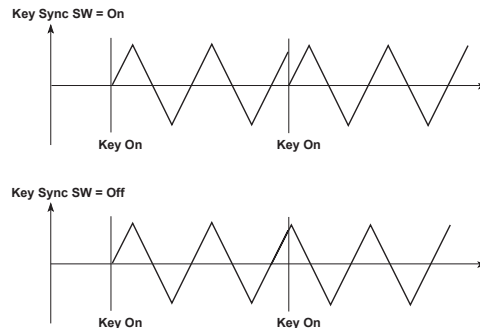 Key Sync SW = On
Key On Key On
Key Sync SW = Off
Key On Key On